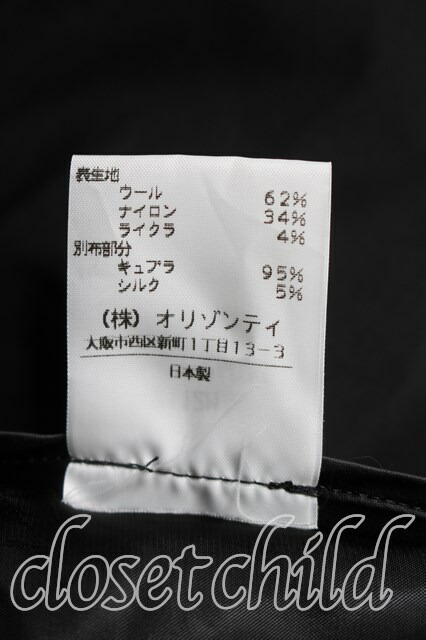 表生地
ウール 62%
ナイロン 34%
ライクラ 4%
別布部分
キュプラ 95%
シルク 5%
(株) オリゾンティ
大阪市西区新町1丁目13-3
日本製
closetchild